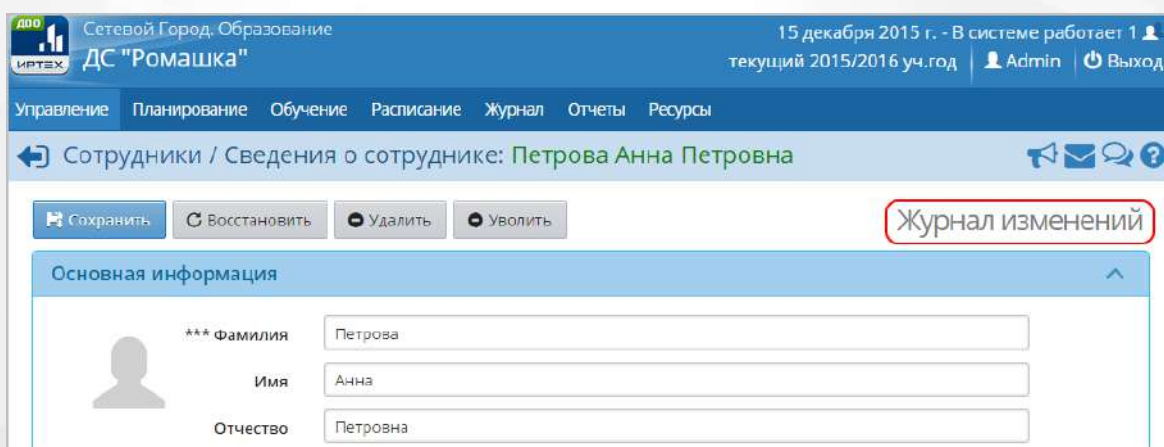 ДОО
ИРТЕХ
Сетевой Город. Образование
ДС "Ромашка"
15 декабря 2015 г. - В системе работает 1
текущий 2015/2016 уч.год Admin Выход
Управление Планирование Обучение Расписание Журнал Отчеты Ресурсы
Сотрудники / Сведения о сотруднике: Петрова Анна Петровна
Сохранить Восстановить Удалить Уволить Журнал изменений
Основная информация
*** Фамилия Петрова
Имя Анна
Отчество Петровна